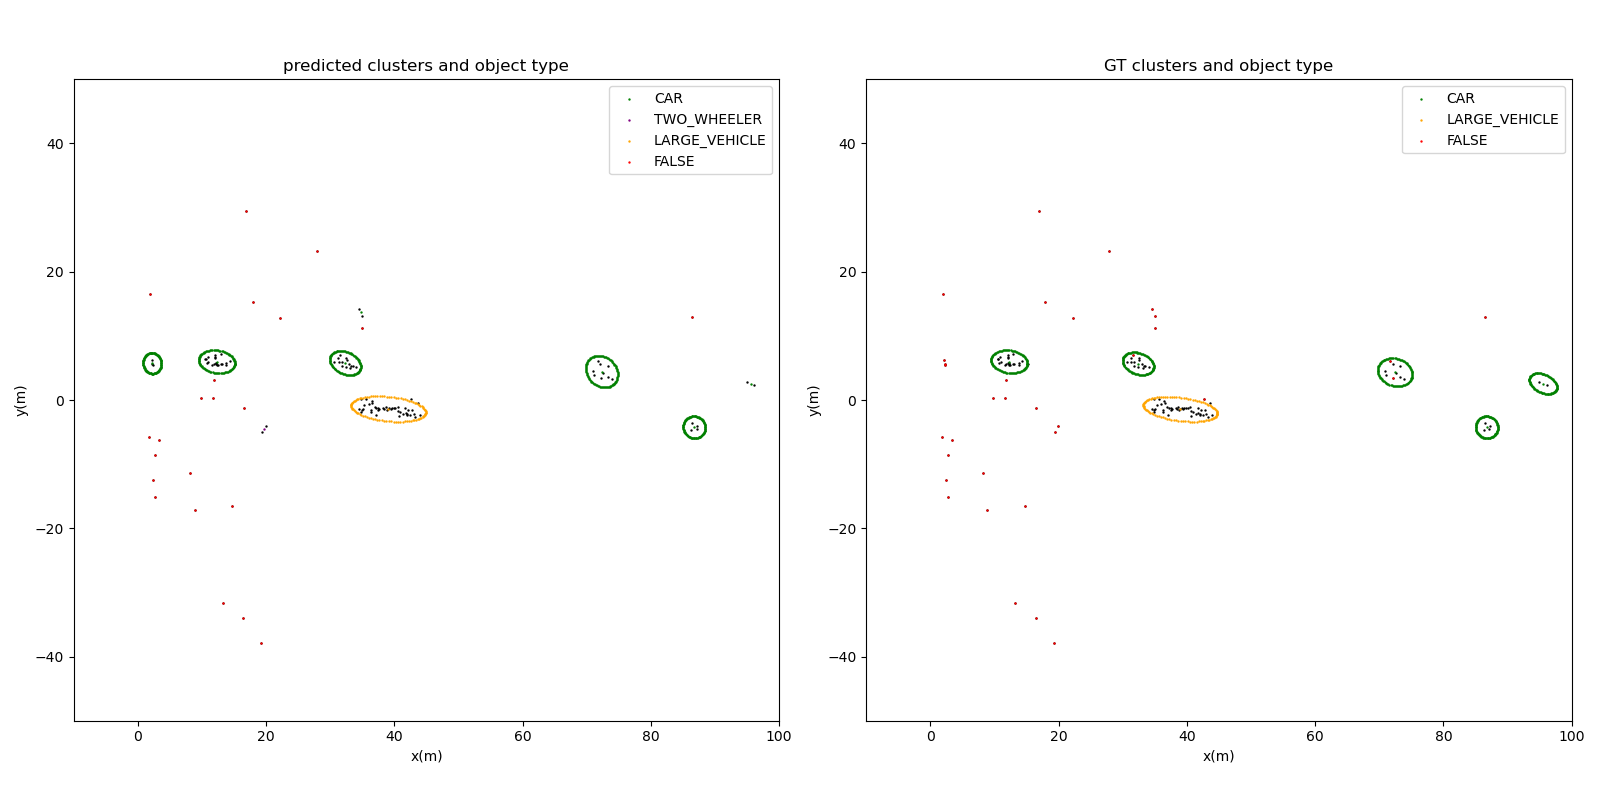 predicted clusters and object type
CAR
TWO_WHEELER
LARGE_VEHICLE
FALSE
40
20
0
−20
−40
y(m)
0
20
40
60
80
100
x(m)
GT clusters and object type
CAR
LARGE_VEHICLE
FALSE
40
20
0
−20
−40
y(m)
0
20
40
60
80
100
x(m)